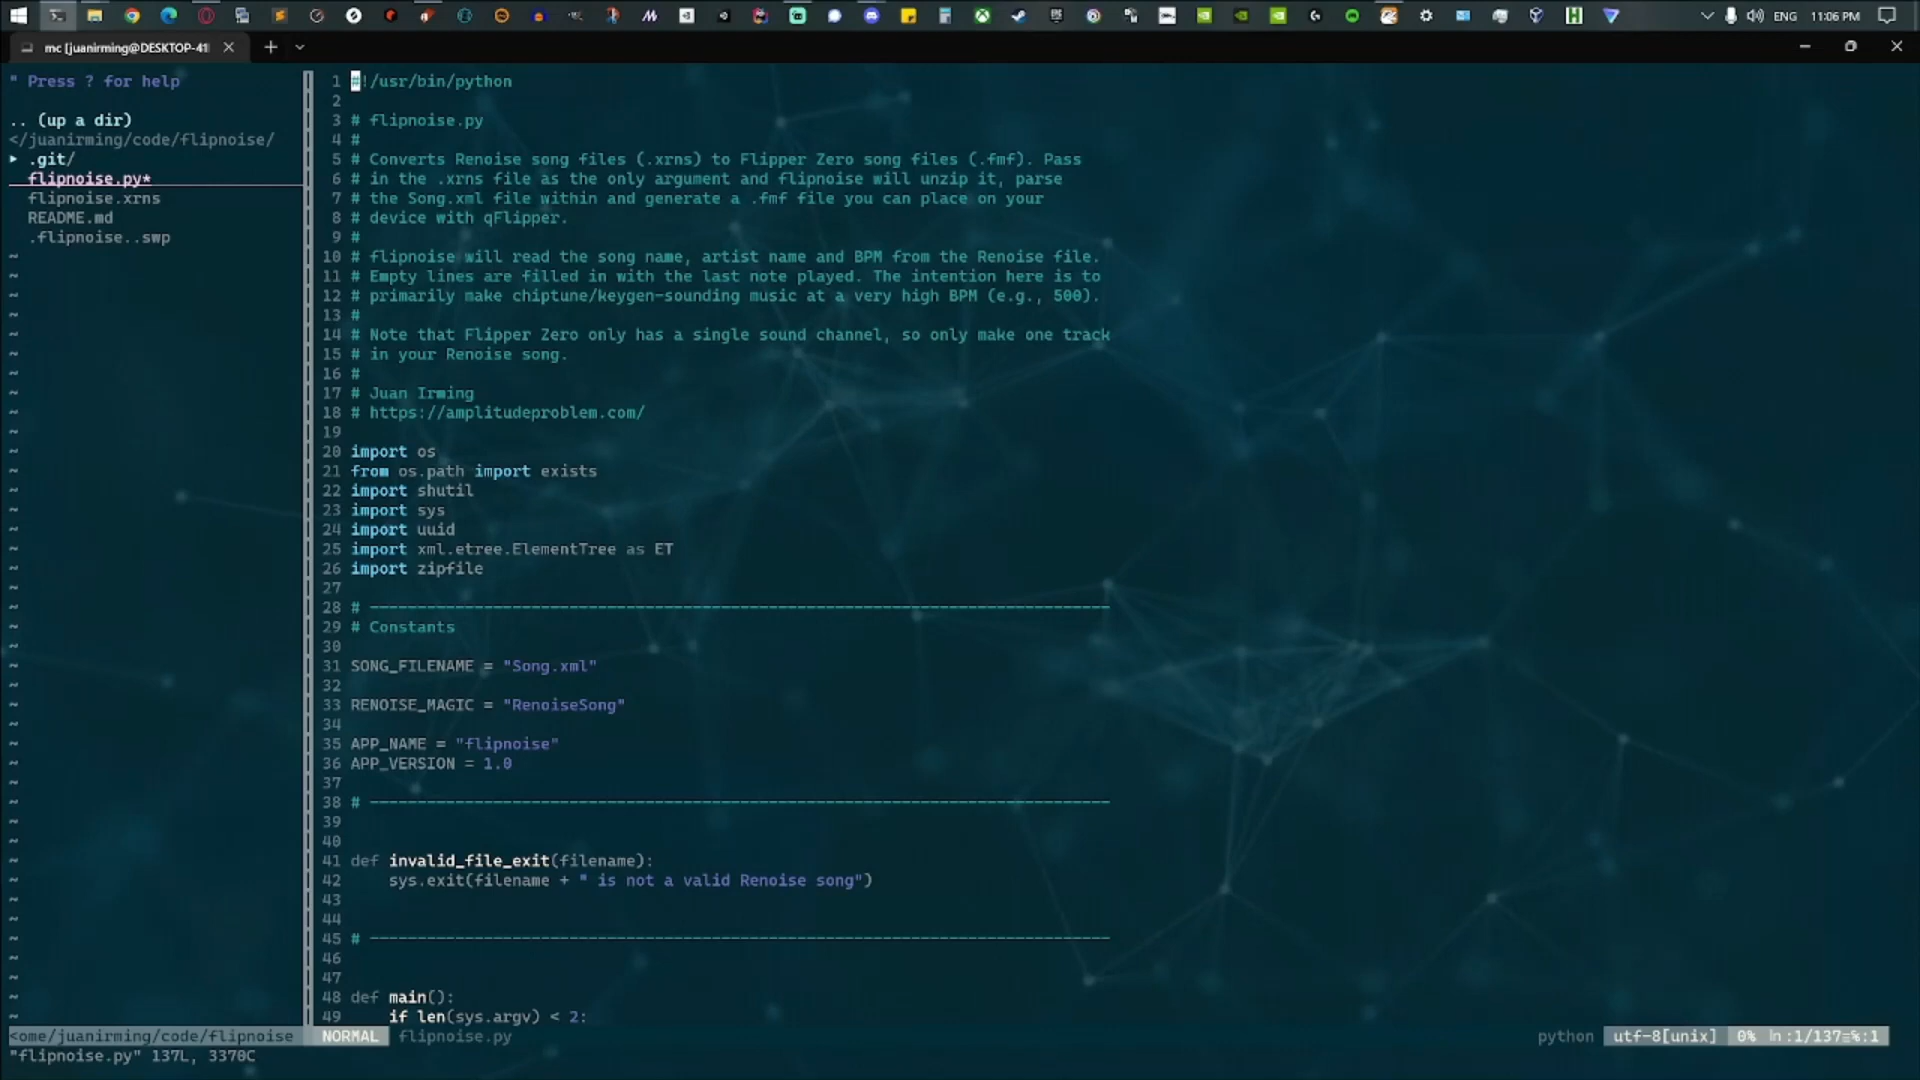 ENG 11:06 PM
mc [juanirming@DESKTOP-41
" Press ? for help
.. (up a dir)
</juanirming/code/flipnoise/
▸ .git/
flipnoise.py*
flipnoise.xrns
README.md
.flipnoise..swp
1 #!/usr/bin/python
2
3 # flipnoise.py
4 #
5 # Converts Renoise song files (.xrns) to Flipper Zero song files (.fmf). Pass
6 # in the .xrns file as the only argument and flipnoise will unzip it, parse
7 # the Song.xml file within and generate a .fmf file you can place on your
8 # device with qFlipper.
9 #
10 # flipnoise will read the song name, artist name and BPM from the Renoise file.
11 # Empty lines are filled in with the last note played. The intention here is to
12 # primarily make chiptune/keygen-sounding music at a very high BPM (e.g., 500).
13 #
14 # Note that Flipper Zero only has a single sound channel, so only make one track
15 # in your Renoise song.
16 #
17 # Juan Irming
18 # https://amplitudeproblem.com/
19
20 import os
21 from os.path import exists
22 import shutil
23 import sys
24 import uuid
25 import xml.etree.ElementTree as ET
26 import zipfile
27
28 # ------------------------------------------------------------------------------
29 # Constants
30
31 SONG_FILENAME = "Song.xml"
32
33 RENOISE_MAGIC = "RenoiseSong"
34
35 APP_NAME = "flipnoise"
36 APP_VERSION = 1.0
37
38 # ------------------------------------------------------------------------------
39
40
41 def invalid_file_exit(filename):
42     sys.exit(filename + " is not a valid Renoise song")
43
44
45 # ------------------------------------------------------------------------------
46
47
48 def main():
49     if len(sys.argv) < 2:
<ome/juanirming/code/flipnoise NORMAL flipnoise.py python utf-8[unix] 0% ㏑:1/137≡℅:1
"flipnoise.py" 137L, 3370C